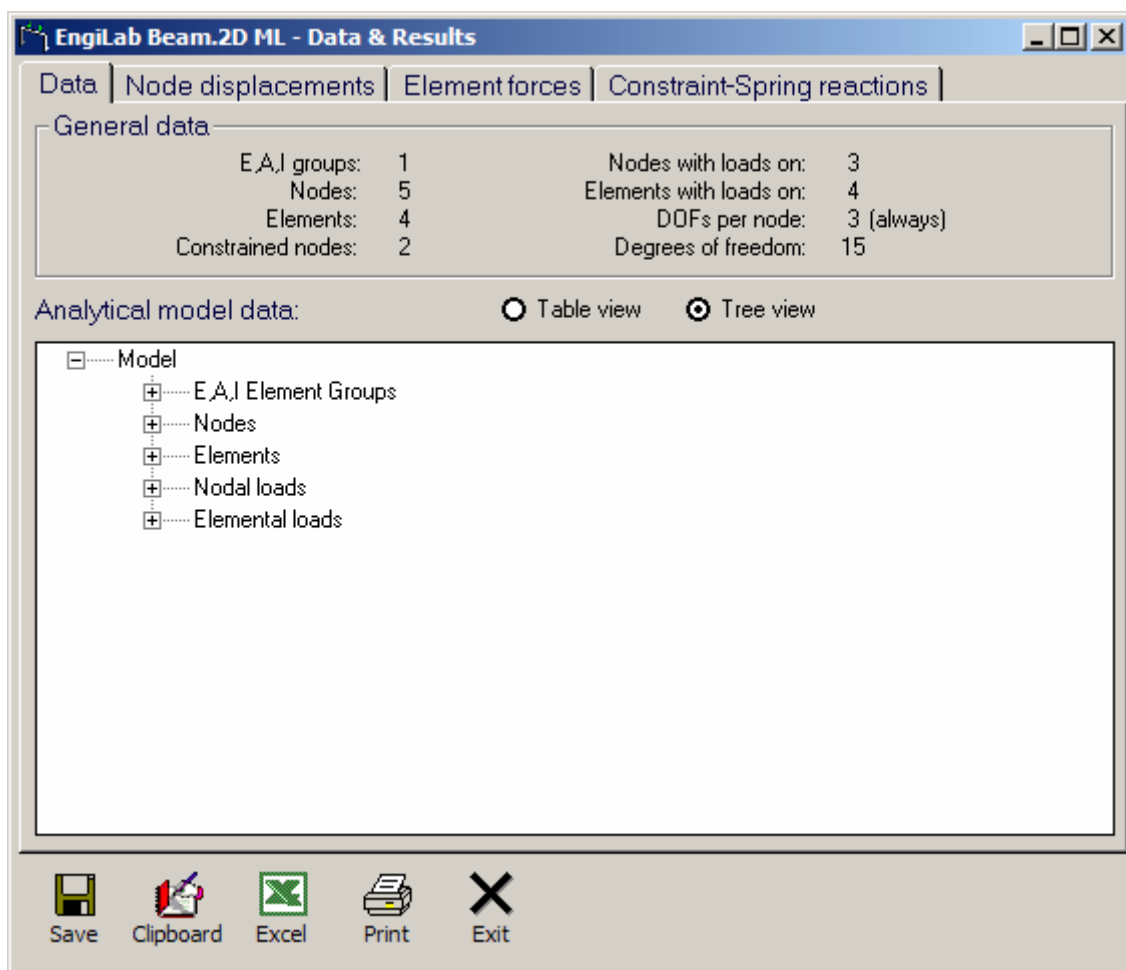 EngiLab Beam.2D ML - Data & Results
Data Node displacements Element forces Constraint-Spring reactions
General data
E,A,I groups: 1 Nodes with loads on: 3
Nodes: 5 Elements with loads on: 4
Elements: 4 DOFs per node: 3 (always)
Constrained nodes: 2 Degrees of freedom: 15
Analytical model data: Table view Tree view
Model
E,A,I Element Groups
Nodes
Elements
Nodal loads
Elemental loads
Save Clipboard Excel Print Exit